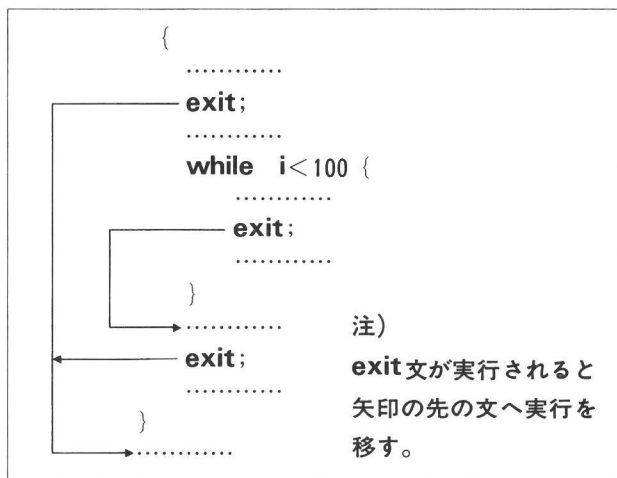 {
............
exit;
............
while i<100 {
............
exit;
............
}
............
exit;
............
}
............
注)
exit文が実行されると
矢印の先の文へ実行を
移す。